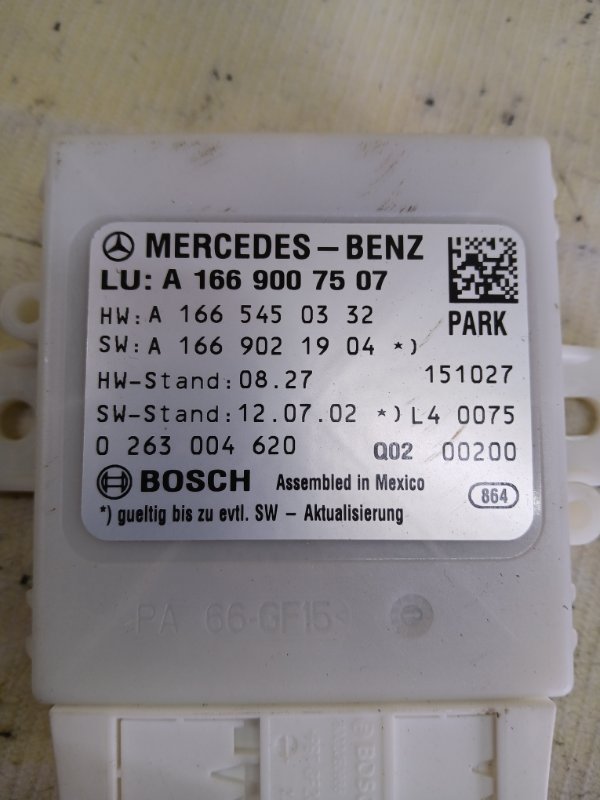 MERCEDES-BENZ
LU: A 166 900 75 07
HW: A 166 545 03 32
PARK
SW: A 166 902 19 04 *)
HW-Stand: 08.27 151027
SW-Stand: 12.07.02 *) L4 0075
0 263 004 620 Q02 00200
BOSCH Assembled in Mexico 864
*) gueltig bis zu evtl. SW - Aktualisierung
>PA 66-GF15<
BOSCH